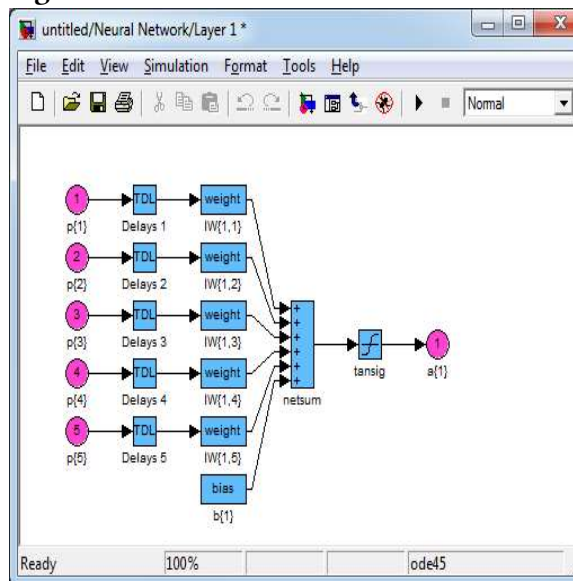 untitled/Neural Network/Layer 1 *
File Edit View Simulation Format Tools Help
Normal
1 TDL weight
p{1} Delays 1 IW{1,1}
2 TDL weight
p{2} Delays 2 IW{1,2}
3 TDL weight
p{3} Delays 3 IW{1,3}
4 TDL weight
p{4} Delays 4 IW{1,4}
5 TDL weight
p{5} Delays 5 IW{1,5}
bias
b{1}
+
+
+
+
+
+
netsum
tansig
1
a{1}
Ready 100% ode45